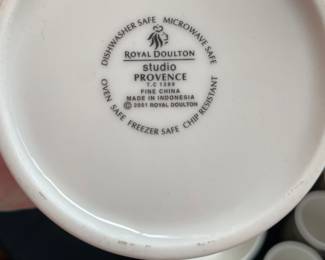 DISHWASHER SAFE MICROWAVE SAFE
ROYAL DOULTON
studio
PROVENCE
T.C 1289
FINE CHINA
MADE IN INDONESIA
© 2001 ROYAL DOULTON
OVEN SAFE FREEZER SAFE CHIP RESISTANT